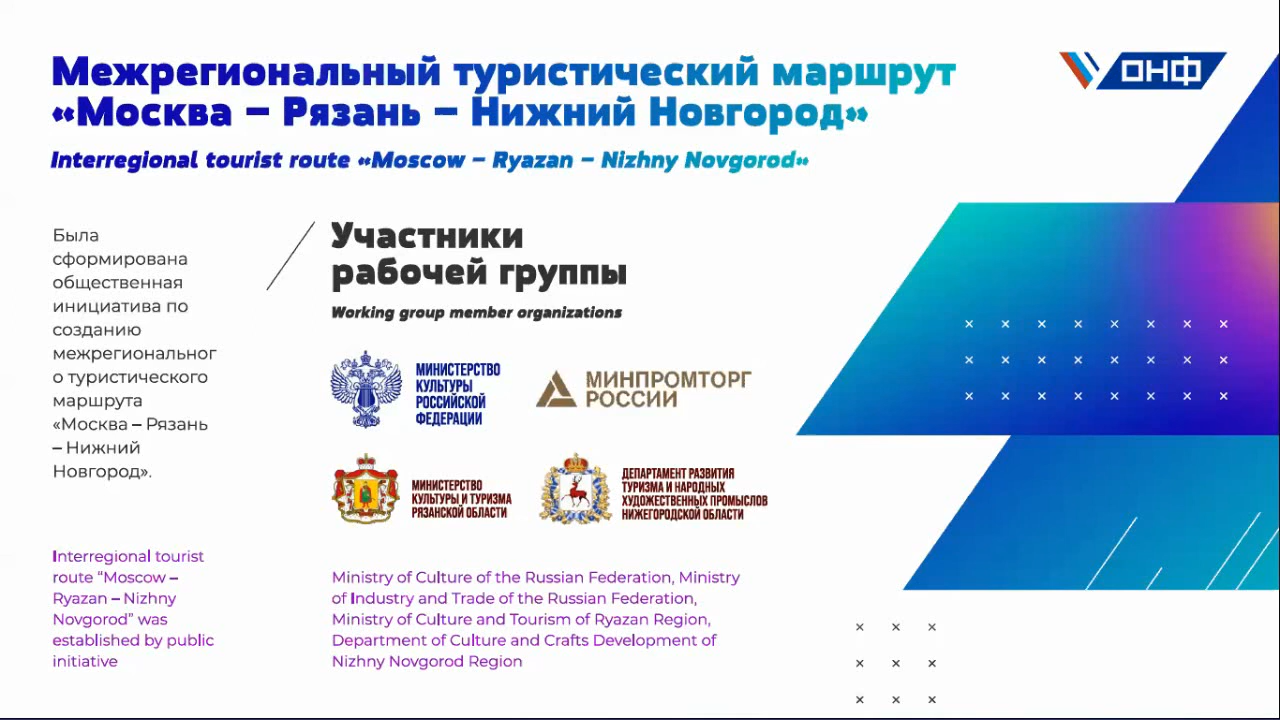 Межрегиональный туристический маршрут
«Москва – Рязань – Нижний Новгород»
Interregional tourist route «Moscow – Ryazan – Nizhny Novgorod«
ОНФ
Была
сформирована
общественная
инициатива по
созданию
межрегиональног
о туристического
маршрута
«Москва – Рязань
– Нижний
Новгород».
Участники
рабочей группы
Working group member organizations
МИНИСТЕРСТВО
КУЛЬТУРЫ
РОССИЙСКОЙ
ФЕДЕРАЦИИ
МИНПРОМТОРГ
РОССИИ
МИНИСТЕРСТВО
КУЛЬТУРЫ И ТУРИЗМА
РЯЗАНСКОЙ ОБЛАСТИ
ДЕПАРТАМЕНТ РАЗВИТИЯ
ТУРИЗМА И НАРОДНЫХ
ХУДОЖЕСТВЕННЫХ ПРОМЫСЛОВ
НИЖЕГОРОДСКОЙ ОБЛАСТИ
Interregional tourist
route “Moscow –
Ryazan – Nizhny
Novgorod” was
established by public
initiative
Ministry of Culture of the Russian Federation, Ministry
of Industry and Trade of the Russian Federation,
Ministry of Culture and Tourism of Ryazan Region,
Department of Culture and Crafts Development of
Nizhny Novgorod Region